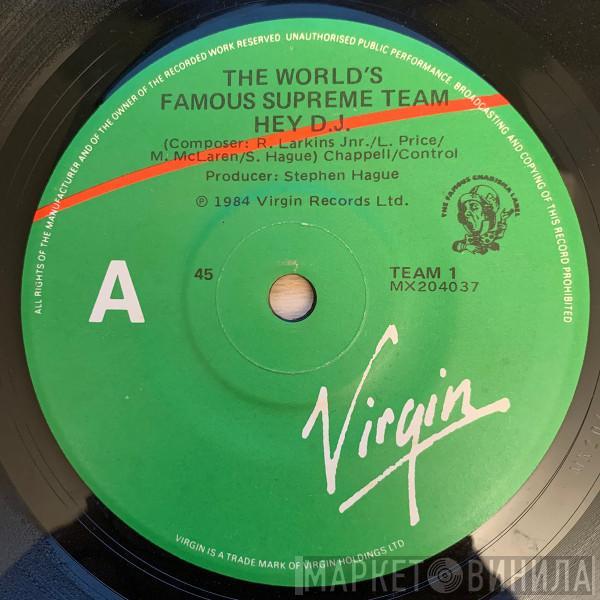 ALL RIGHTS OF THE MANUFACTURER AND OF THE OWNER OF THE RECORDED WORK RESERVED UNAUTHORISED PUBLIC PERFORMANCE BROADCASTING AND COPYING OF THIS RECORD PROHIBITED
THE WORLD'S
FAMOUS SUPREME TEAM
HEY D.J.
(Composer: R. Larkins Jnr./L. Price/
M. McLaren/S. Hague) Chappell/Control
Producer: Stephen Hague
℗ 1984 Virgin Records Ltd.
THE FAMOUS CHARISMA LABEL
A
45
TEAM 1
MX204037
Virgin
VIRGIN IS A TRADE MARK OF VIRGIN HOLDINGS LTD
МАРКЕТ ВИНИЛА